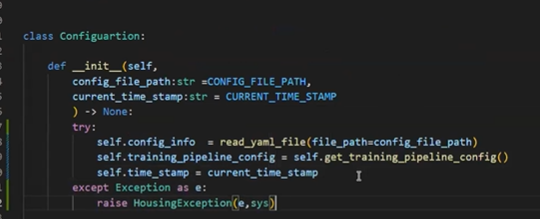 class Configuartion:
def __init__(self,
config_file_path:str =CONFIG_FILE_PATH,
current_time_stamp:str = CURRENT_TIME_STAMP
) -> None:
try:
self.config_info  = read_yaml_file(file_path=config_file_path)
self.training_pipeline_config = self.get_training_pipeline_config()
self.time_stamp = current_time_stamp
except Exception as e:
raise HousingException(e,sys)